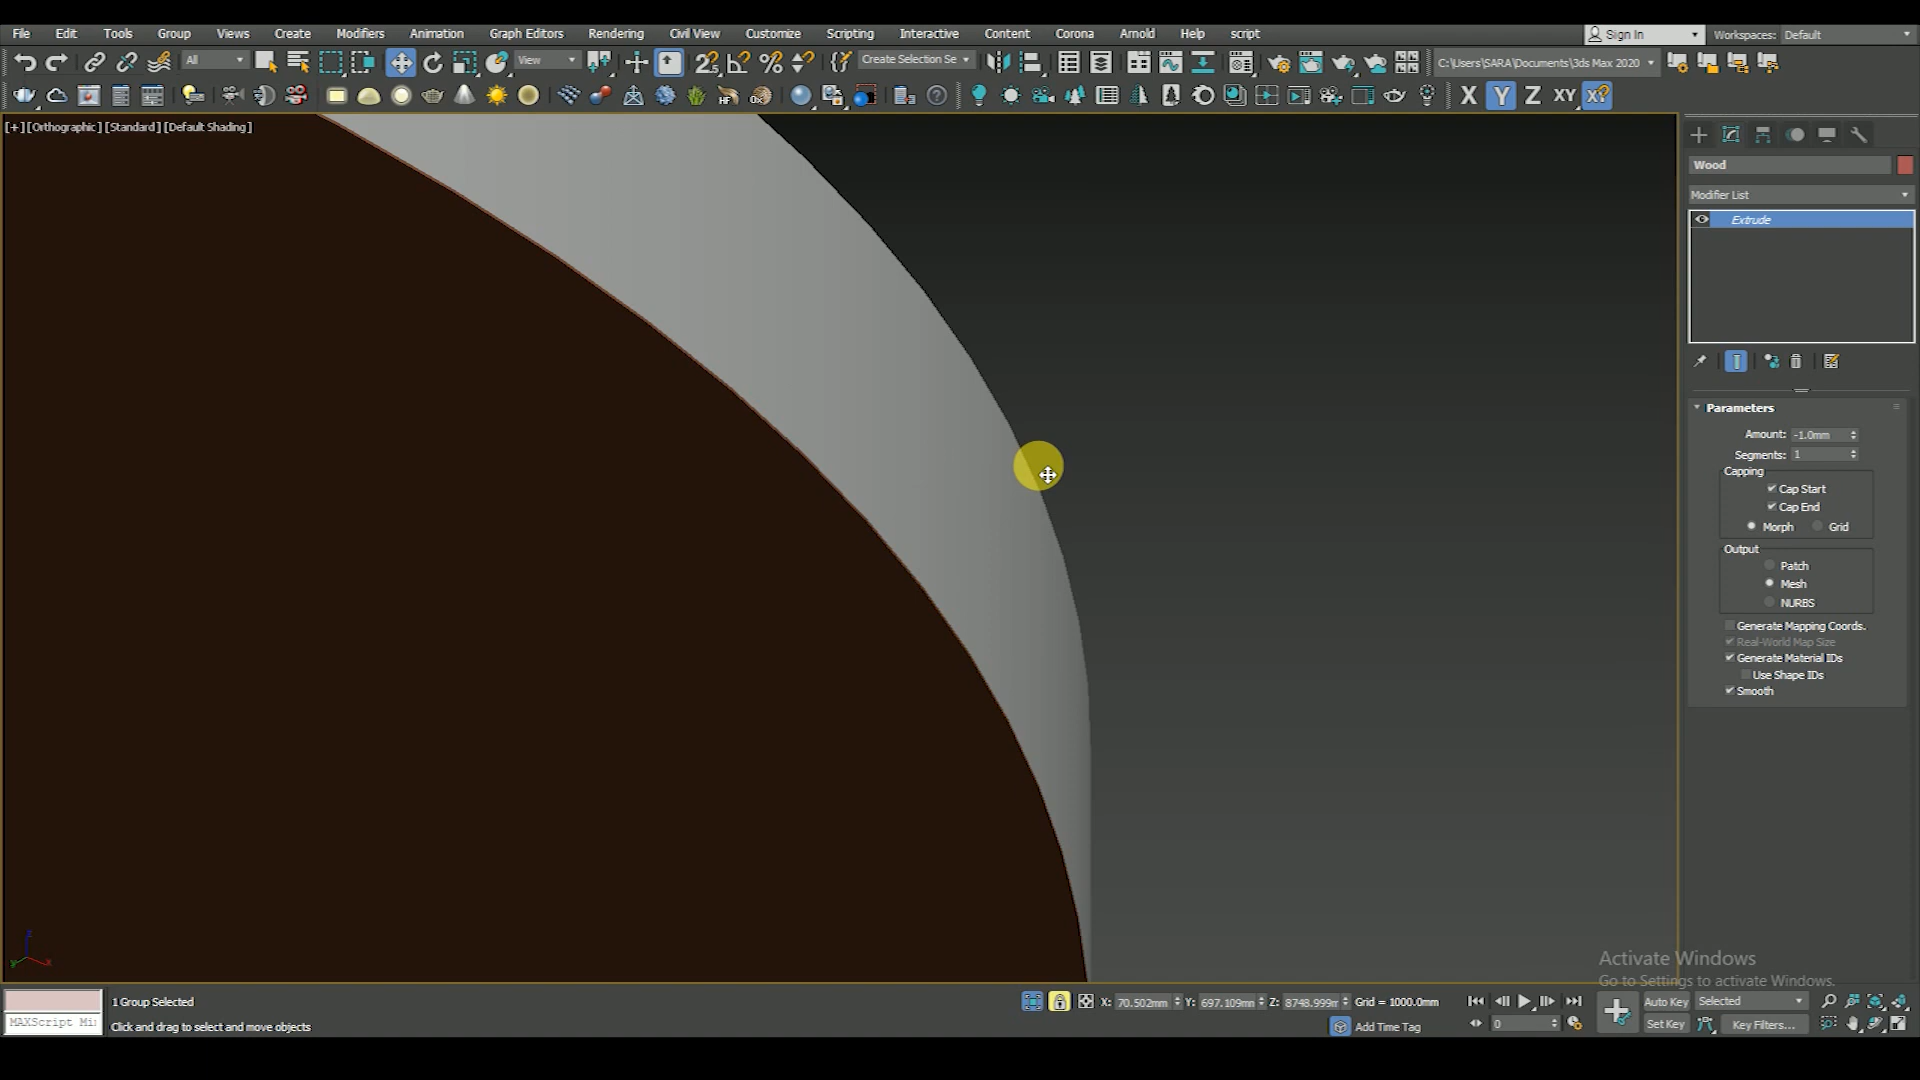 File Edit Tools Group Views Create Modifiers Animation Graph Editors Rendering Civil View Customize Scripting Interactive Content Corona Arnold Help script
Sign In Workspaces: Default
All View Create Selection Se C:\Users\SARA\Documents\3ds Max 2020
X Y Z XY XY
[+] [Orthographic] [Standard] [Default Shading]
Wood
Modifier List
Extrude
Parameters
Amount: -1.0mm
Segments: 1
Capping
Cap Start
Cap End
Morph Grid
Output
Patch
Mesh
NURBS
Generate Mapping Coords.
Real-World Map Size
Generate Material IDs
Use Shape IDs
Smooth
Activate Windows
Go to Settings to activate Windows.
1 Group Selected
X: 70.502mm Y: 697.109mm Z: 8748.999m Grid = 1000.0mm
Auto Key Selected
MAXScript Mi
Click and drag to select and move objects
Add Time Tag
0
Set Key Key Filters...